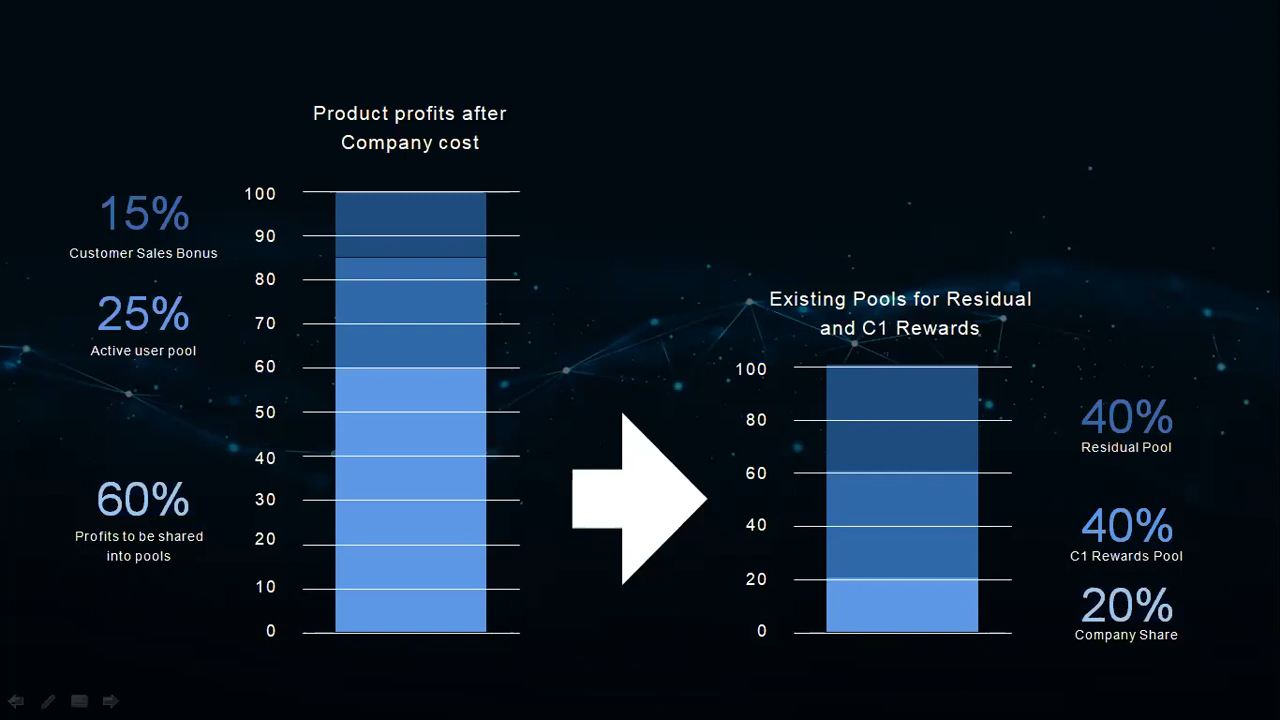 Product profits after
Company cost
15%
Customer Sales Bonus
25%
Active user pool
60%
Profits to be shared
into pools
100
90
80
70
60
50
40
30
20
10
0
Existing Pools for Residual
and C1 Rewards
100
80
60
40
20
0
40%
Residual Pool
40%
C1 Rewards Pool
20%
Company Share